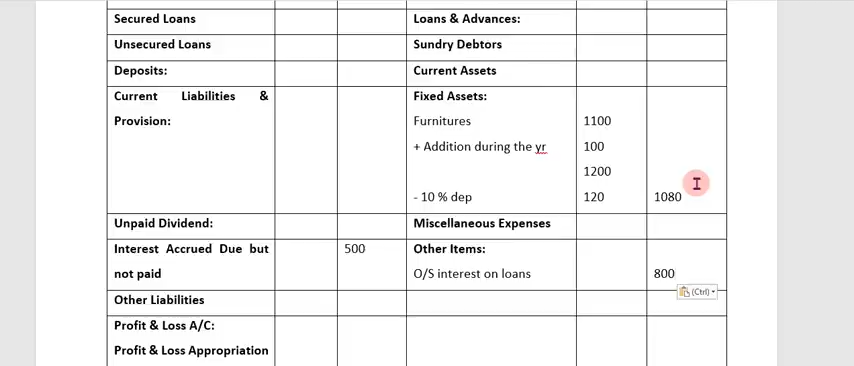 Secured Loans Loans & Advances:
Unsecured Loans Sundry Debtors
Deposits: Current Assets
Current Liabilities & Fixed Assets:
Provision: Furnitures 1100
+ Addition during the yr 100
1200
- 10 % dep 120 1080
Unpaid Dividend: Miscellaneous Expenses
Interest Accrued Due but 500 Other Items:
not paid O/S interest on loans 800
(Ctrl)
Other Liabilities
Profit & Loss A/C:
Profit & Loss Appropriation